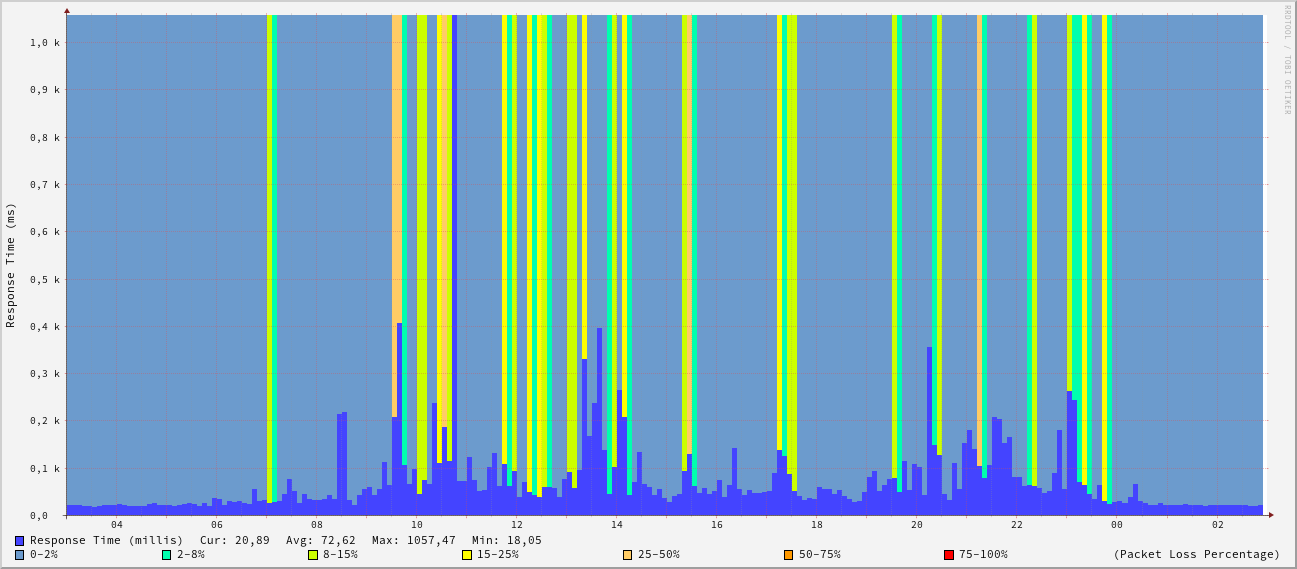 RRDTOOL / TOBI OETIKER
Response Time (ms)
1,0 k
0,9 k
0,8 k
0,7 k
0,6 k
0,5 k
0,4 k
0,3 k
0,2 k
0,1 k
0,0
04 06 08 10 12 14 16 18 20 22 00 02
Response Time (millis) Cur: 20,89 Avg: 72,62 Max: 1057,47 Min: 18,05
0-2% 2-8% 8-15% 15-25% 25-50% 50-75% 75-100% (Packet Loss Percentage)